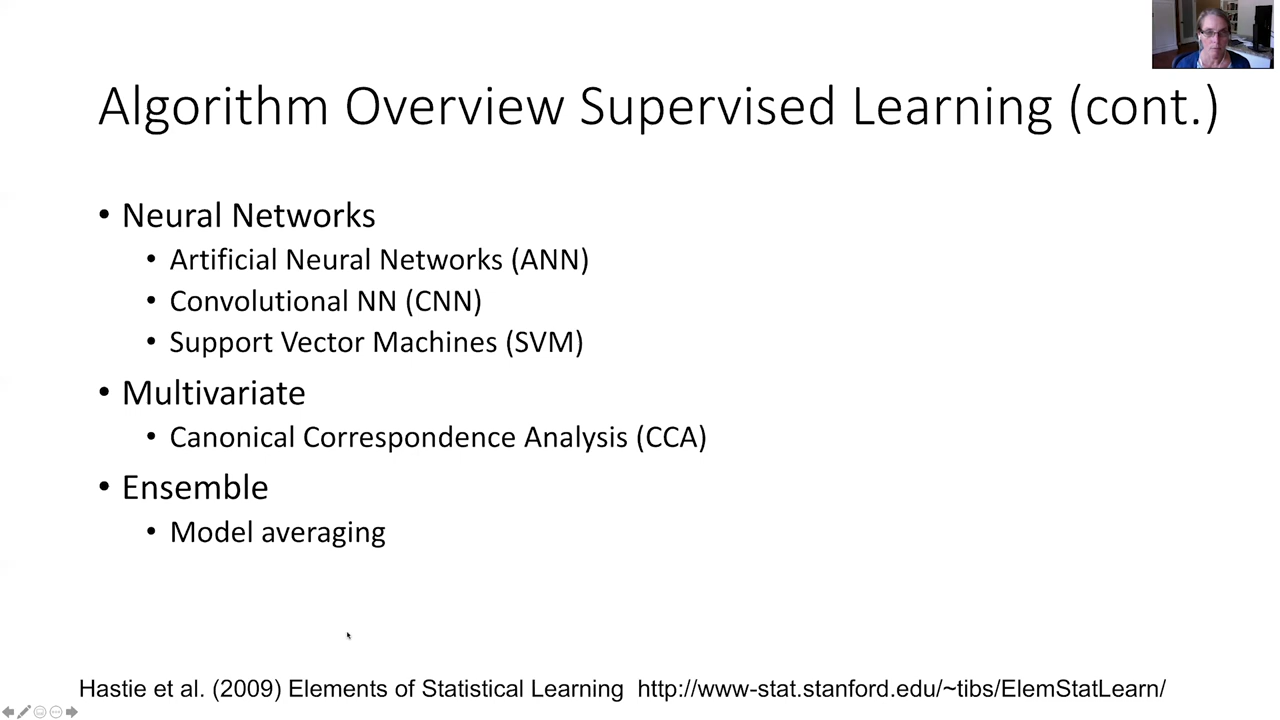 Algorithm Overview Supervised Learning (cont.)
• Neural Networks
• Artificial Neural Networks (ANN)
• Convolutional NN (CNN)
• Support Vector Machines (SVM)
• Multivariate
• Canonical Correspondence Analysis (CCA)
• Ensemble
• Model averaging
Hastie et al. (2009) Elements of Statistical Learning http://www-stat.stanford.edu/~tibs/ElemStatLearn/